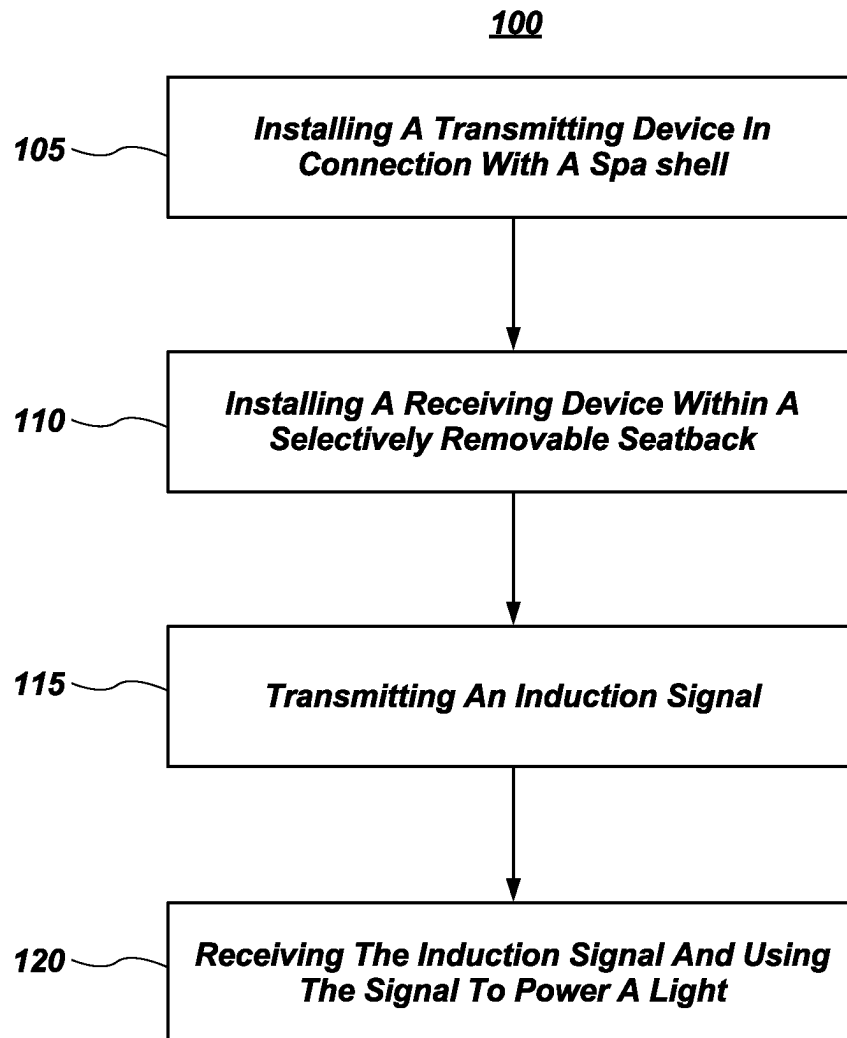 100
105
Installing A Transmitting Device In
Connection With A Spa shell
110
Installing A Receiving Device Within A
Selectively Removable Seatback
115
Transmitting An Induction Signal
120
Receiving The Induction Signal And Using
The Signal To Power A Light